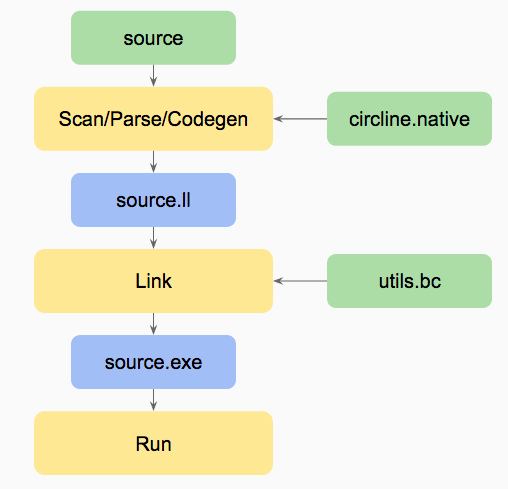 source
Scan/Parse/Codegen
circline.native
source.ll
Link
utils.bc
source.exe
Run